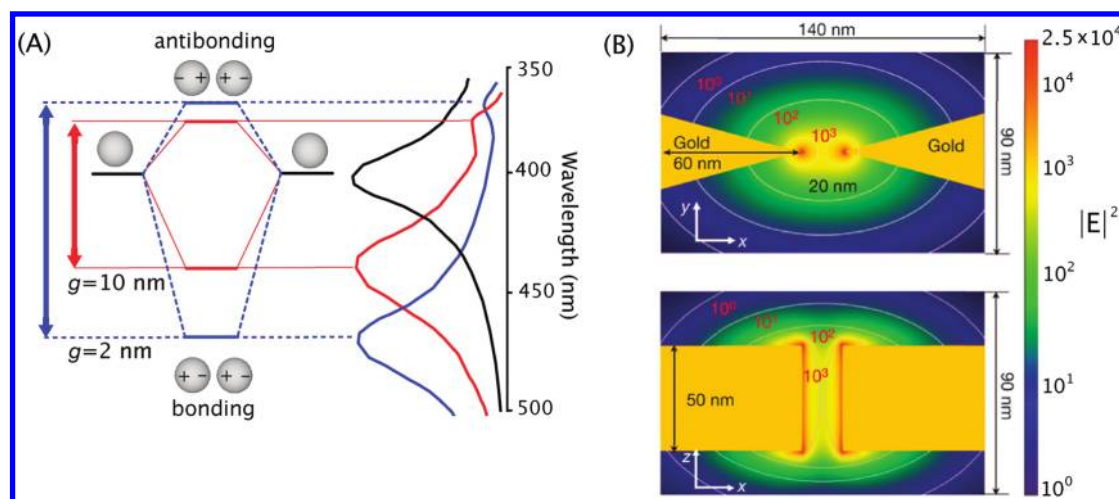 (A)
antibonding
- + + -
g=10 nm
g=2 nm
+ - + -
bonding
350
400
450
500
Wavelength (nm)
(B)
140 nm
10⁰
10¹
10²
10³
Gold
60 nm
Gold
20 nm
y
x
90 nm
10⁰
10¹
10²
10³
50 nm
z
x
90 nm
2.5×10⁴
10⁴
10³
10²
10¹
10⁰
|E|²